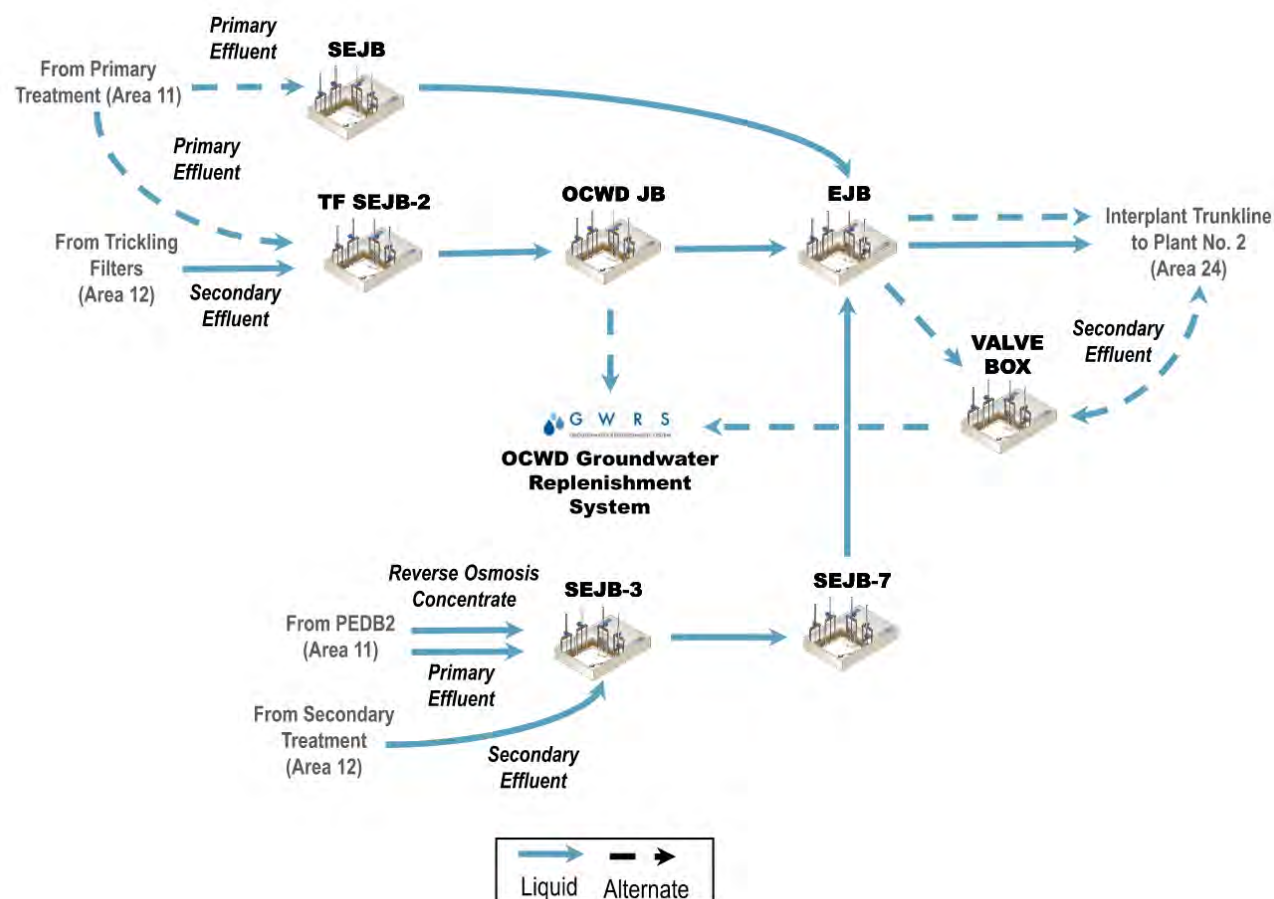 Primary
Effluent
SEJB
From Primary
Treatment (Area 11)
Primary
Effluent
TF SEJB-2
OCWD JB
EJB
From Trickling
Filters
(Area 12)
Secondary
Effluent
Interplant Trunkline
to Plant No. 2
(Area 24)
Secondary
Effluent
VALVE
BOX
G W R S
OCWD Groundwater
Replenishment
System
Reverse Osmosis
Concentrate
SEJB-3
SEJB-7
From PEDB2
(Area 11)
Primary
Effluent
From Secondary
Treatment
(Area 12)
Secondary
Effluent
Liquid
Alternate